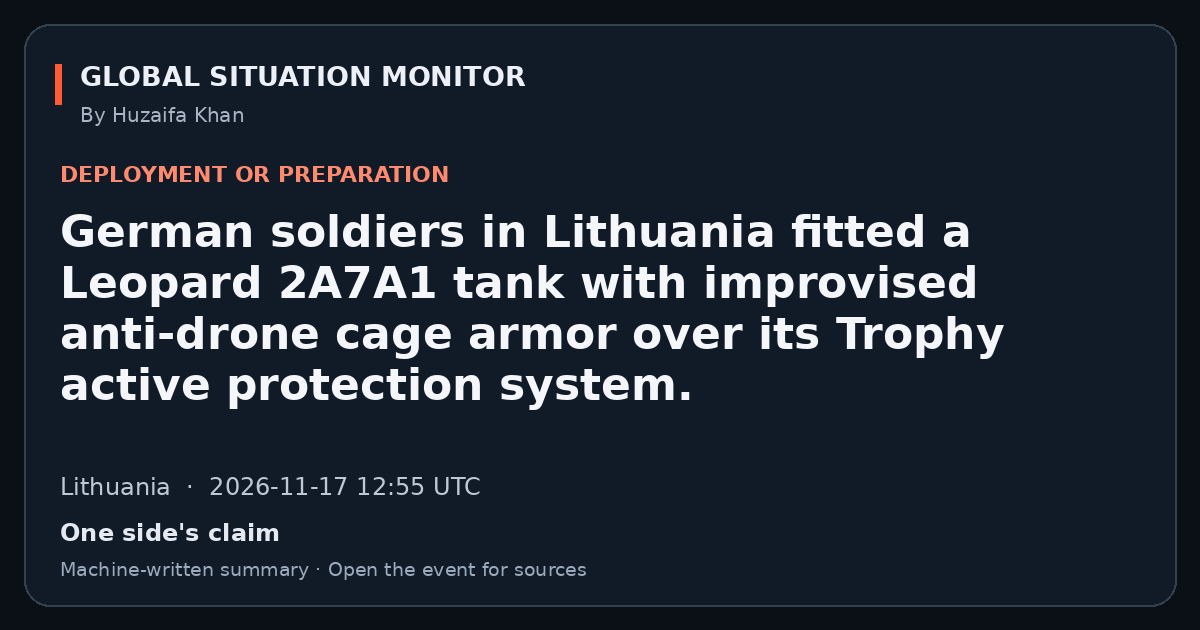 GLOBAL SITUATION MONITOR
By Huzaifa Khan
DEPLOYMENT OR PREPARATION
German soldiers in Lithuania fitted a
Leopard 2A7A1 tank with improvised
anti-drone cage armor over its Trophy
active protection system.
Lithuania · 2026-11-17 12:55 UTC
One side's claim
Machine-written summary · Open the event for sources